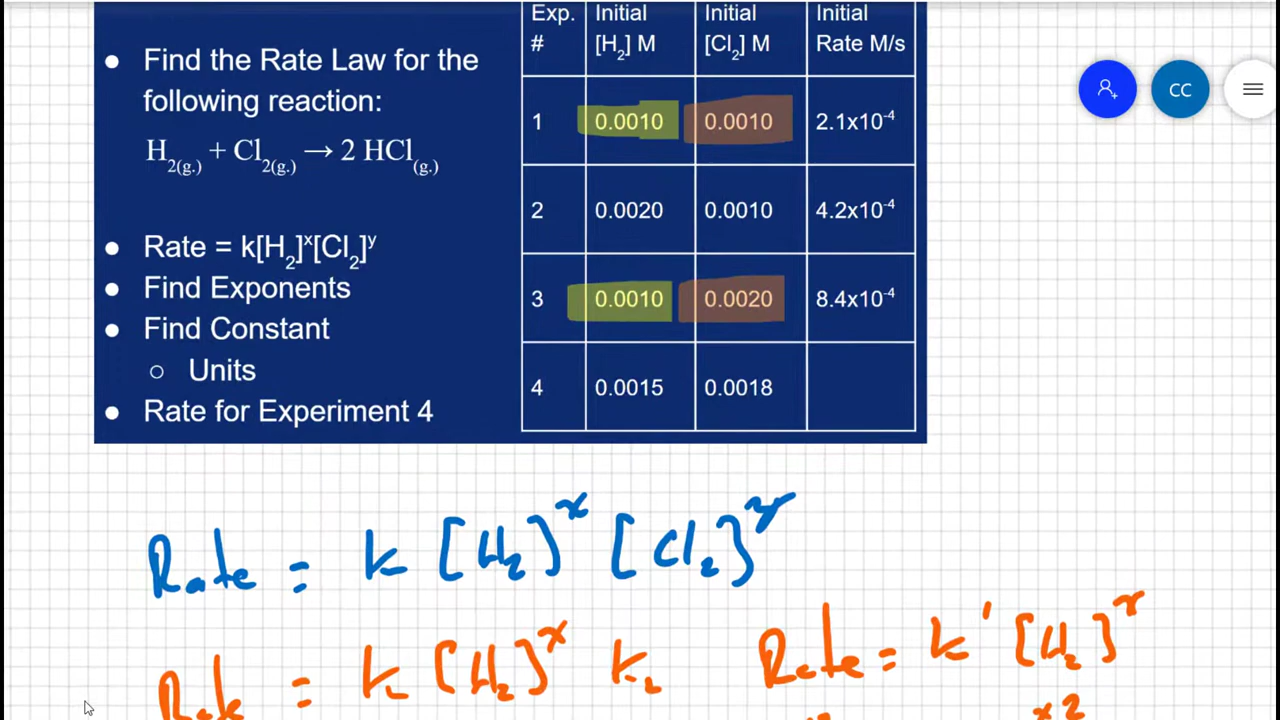 Find the Rate Law for the
following reaction:
H2(g.) + Cl2(g.) → 2 HCl(g.)
Rate = k[H2]ˣ[Cl2]ʸ
Find Exponents
Find Constant
Units
Rate for Experiment 4
Exp. # Initial [H2] M Initial [Cl2] M Initial Rate M/s
1 0.0010 0.0010 2.1x10⁻⁴
2 0.0020 0.0010 4.2x10⁻⁴
3 0.0010 0.0020 8.4x10⁻⁴
4 0.0015 0.0018
CC
Rate = k [H2]ˣ [Cl2]ʸ
Rate = k [H2]ˣ k2
Rate = k' [H2]ˣ
x2